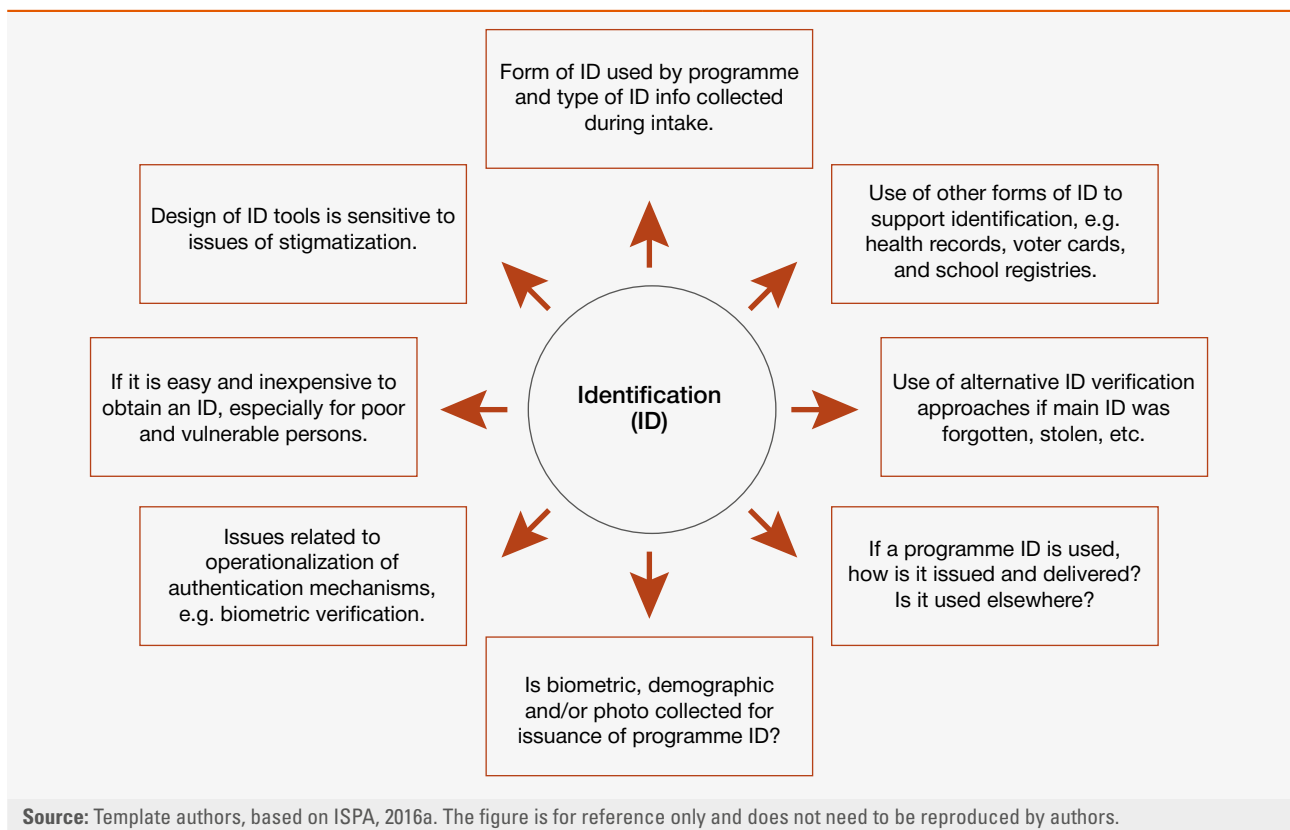 Form of ID used by programme
and type of ID info collected
during intake.
Design of ID tools is sensitive to
issues of stigmatization.
Use of other forms of ID to
support identification, e.g.
health records, voter cards,
and school registries.
If it is easy and inexpensive to
obtain an ID, especially for poor
and vulnerable persons.
Identification
(ID)
Use of alternative ID verification
approaches if main ID was
forgotten, stolen, etc.
Issues related to
operationalization of
authentication mechanisms,
e.g. biometric verification.
If a programme ID is used,
how is it issued and delivered?
Is it used elsewhere?
Is biometric, demographic
and/or photo collected for
issuance of programme ID?
Source: Template authors, based on ISPA, 2016a. The figure is for reference only and does not need to be reproduced by authors.